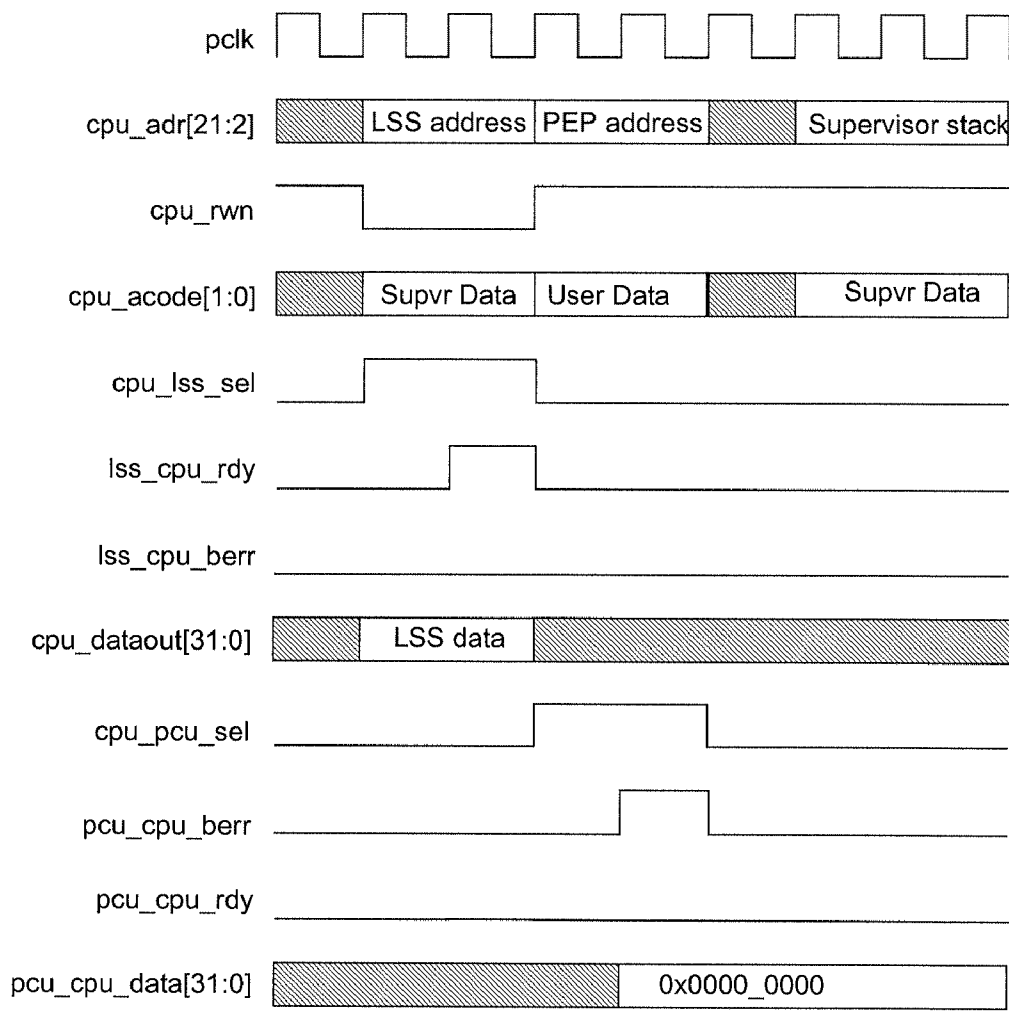 pclk
cpu_adr[21:2] LSS address PEP address Supervisor stack
cpu_rwn
cpu_acode[1:0] Supvr Data User Data Supvr Data
cpu_lss_sel
lss_cpu_rdy
lss_cpu_berr
cpu_dataout[31:0] LSS data
cpu_pcu_sel
pcu_cpu_berr
pcu_cpu_rdy
pcu_cpu_data[31:0] 0x0000_0000